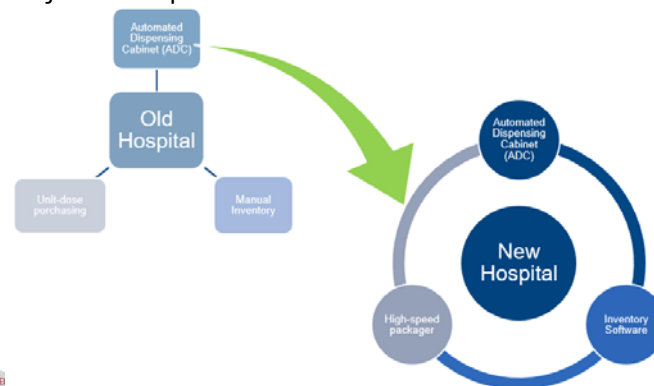 Automated
Dispensing
Cabinet (ADC)
Old
Hospital
Unit-dose
purchasing
Manual
Inventory
Automated
Dispensing
Cabinet
(ADC)
New
Hospital
High-speed
packager
Inventory
Software